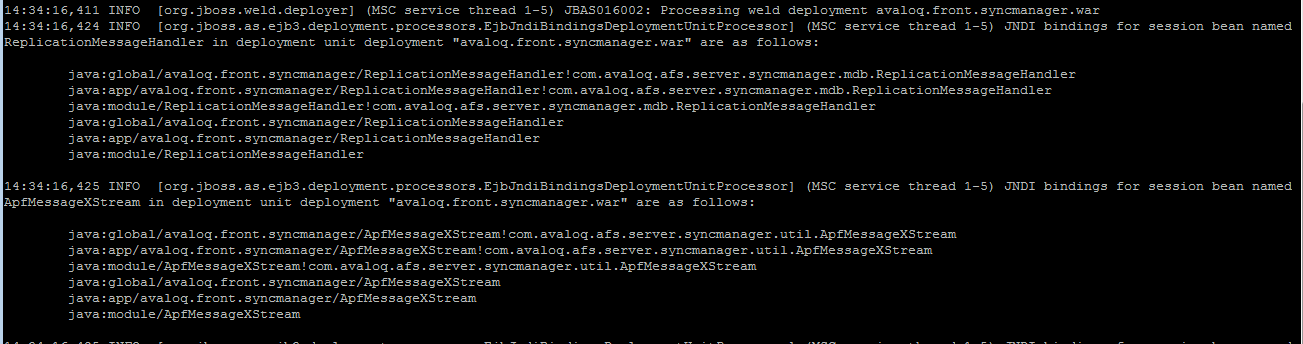 14:34:16,411 INFO  [org.jboss.weld.deployer] (MSC service thread 1-5) JBAS016002: Processing weld deployment avaloq.front.syncmanager.war
14:34:16,424 INFO  [org.jboss.as.ejb3.deployment.processors.EjbJndiBindingsDeploymentUnitProcessor] (MSC service thread 1-5) JNDI bindings for session bean named
ReplicationMessageHandler in deployment unit deployment "avaloq.front.syncmanager.war" are as follows:
java:global/avaloq.front.syncmanager/ReplicationMessageHandler!com.avaloq.afs.server.syncmanager.mdb.ReplicationMessageHandler
java:app/avaloq.front.syncmanager/ReplicationMessageHandler!com.avaloq.afs.server.syncmanager.mdb.ReplicationMessageHandler
java:module/ReplicationMessageHandler!com.avaloq.afs.server.syncmanager.mdb.ReplicationMessageHandler
java:global/avaloq.front.syncmanager/ReplicationMessageHandler
java:app/avaloq.front.syncmanager/ReplicationMessageHandler
java:module/ReplicationMessageHandler
14:34:16,425 INFO  [org.jboss.as.ejb3.deployment.processors.EjbJndiBindingsDeploymentUnitProcessor] (MSC service thread 1-5) JNDI bindings for session bean named
ApfMessageXStream in deployment unit deployment "avaloq.front.syncmanager.war" are as follows:
java:global/avaloq.front.syncmanager/ApfMessageXStream!com.avaloq.afs.server.syncmanager.util.ApfMessageXStream
java:app/avaloq.front.syncmanager/ApfMessageXStream!com.avaloq.afs.server.syncmanager.util.ApfMessageXStream
java:module/ApfMessageXStream!com.avaloq.afs.server.syncmanager.util.ApfMessageXStream
java:global/avaloq.front.syncmanager/ApfMessageXStream
java:app/avaloq.front.syncmanager/ApfMessageXStream
java:module/ApfMessageXStream